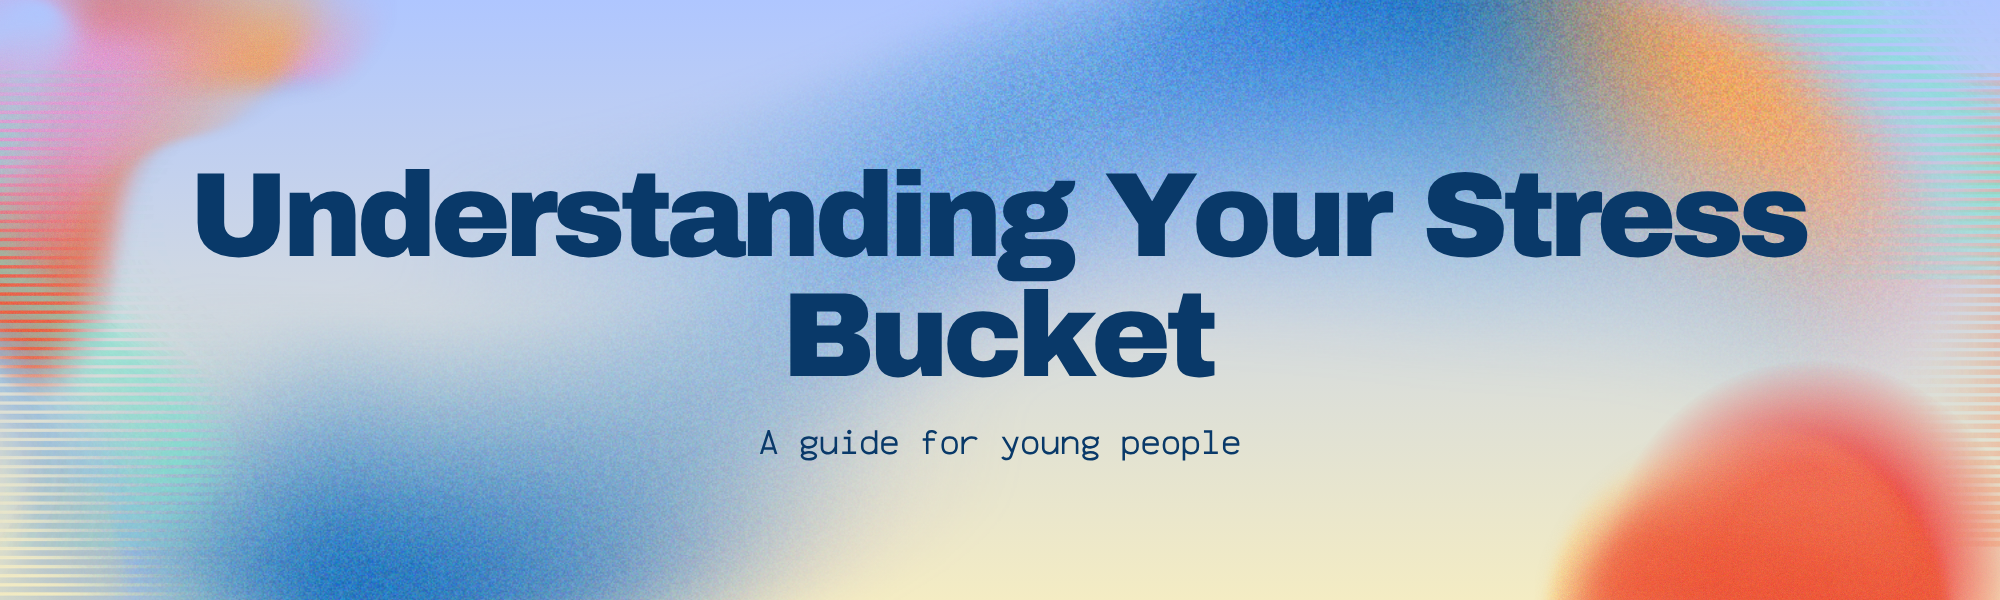 Understanding Your Stress
Bucket
A guide for young people